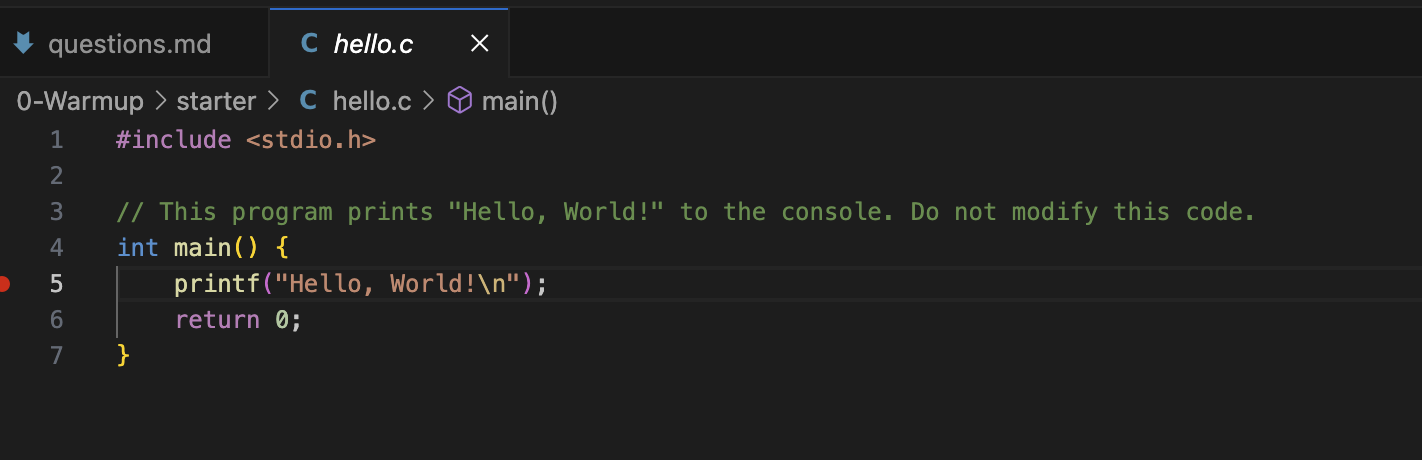 questions.md
C hello.c
0-Warmup > starter > C hello.c > main()
1 #include <stdio.h>
2
3 // This program prints "Hello, World!" to the console. Do not modify this code.
4 int main() {
5     printf("Hello, World!\n");
6     return 0;
7 }